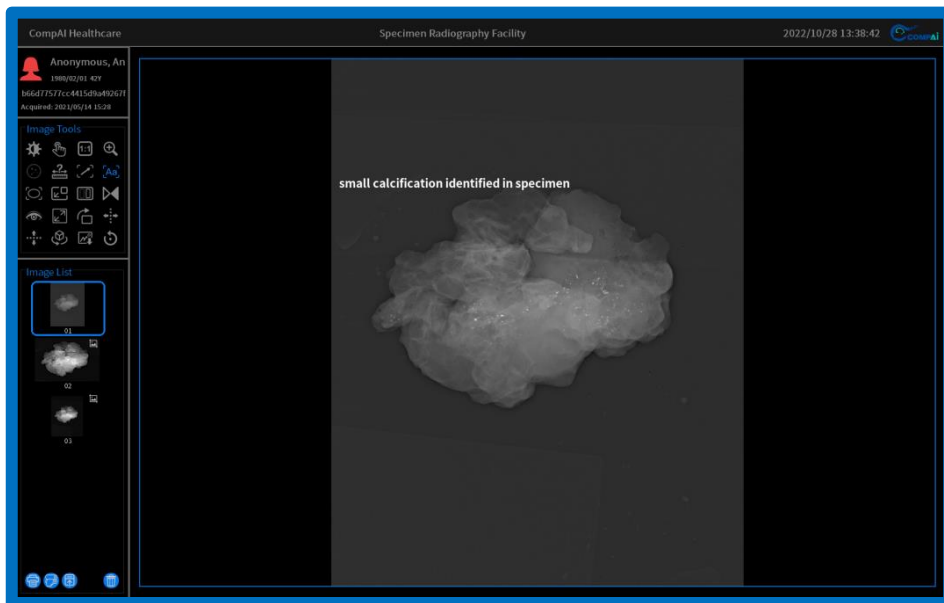 CompAI Healthcare
Specimen Radiography Facility
2022/10/28 13:38:42
COMPAi
Anonymous, An
1980/02/01 42Y
b66d77577cc4415d9a49267f
Acquired: 2021/05/14 15:28
Image Tools
1:1
Aa
small calcification identified in specimen
Image List
01
02
03